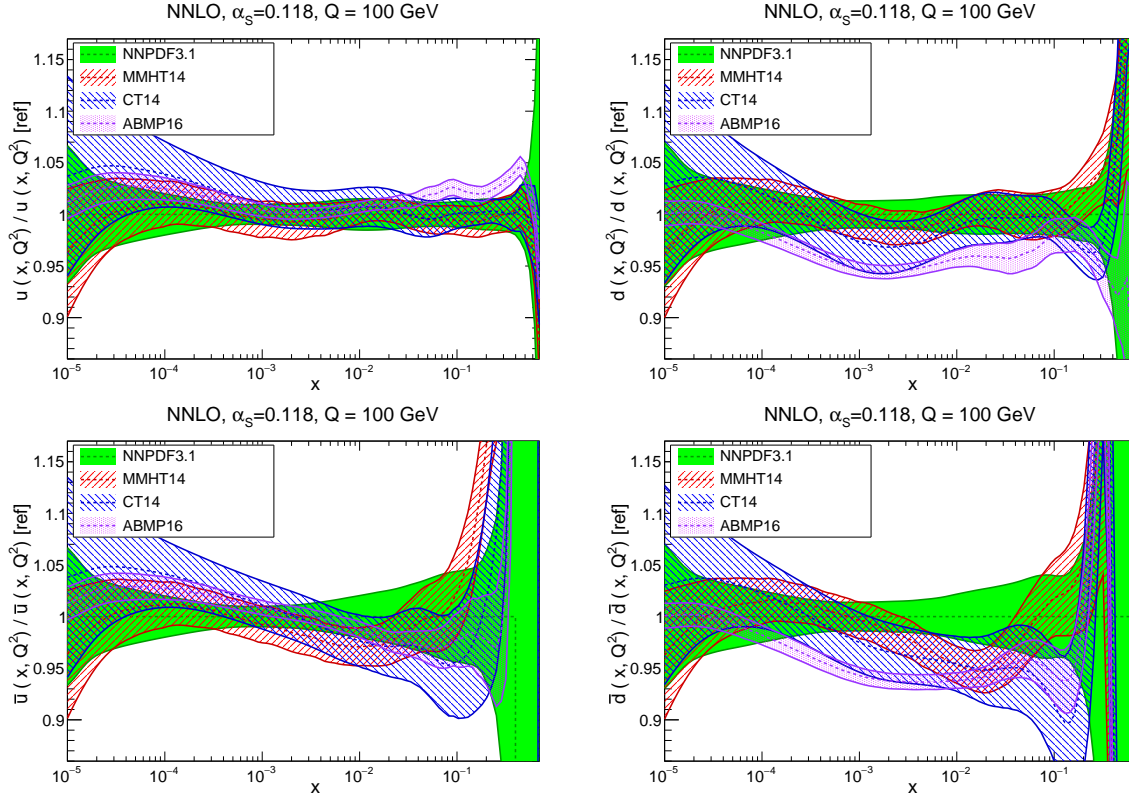 NNLO, α_S=0.118, Q = 100 GeV
NNPDF3.1
MMHT14
CT14
ABMP16
u ( x, Q²) / u ( x, Q²) [ref]
1.15
1.1
1.05
1
0.95
0.9
10⁻⁵ 10⁻⁴ 10⁻³ 10⁻² 10⁻¹
x
NNLO, α_S=0.118, Q = 100 GeV
NNPDF3.1
MMHT14
CT14
ABMP16
d ( x, Q²) / d ( x, Q²) [ref]
1.15
1.1
1.05
1
0.95
0.9
10⁻⁵ 10⁻⁴ 10⁻³ 10⁻² 10⁻¹
x
NNLO, α_S=0.118, Q = 100 GeV
NNPDF3.1
MMHT14
CT14
ABMP16
u̅ ( x, Q²) / u̅ ( x, Q²) [ref]
1.15
1.1
1.05
1
0.95
0.9
10⁻⁵ 10⁻⁴ 10⁻³ 10⁻² 10⁻¹
x
NNLO, α_S=0.118, Q = 100 GeV
NNPDF3.1
MMHT14
CT14
ABMP16
d̅ ( x, Q²) / d̅ ( x, Q²) [ref]
1.15
1.1
1.05
1
0.95
0.9
10⁻⁵ 10⁻⁴ 10⁻³ 10⁻² 10⁻¹
x